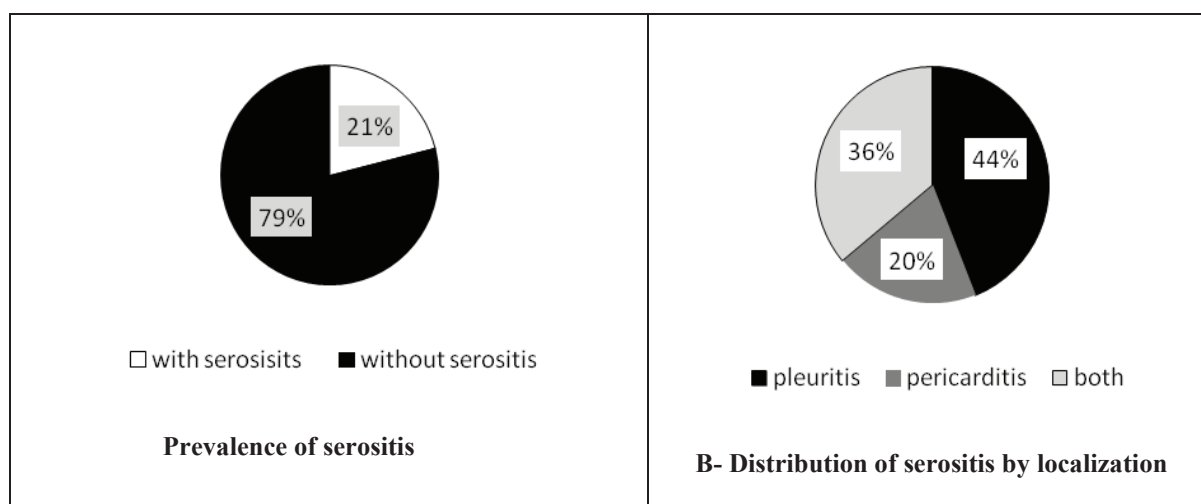 21%
79%
with serosisits without serositis
Prevalence of serositis
36%
44%
20%
pleuritis pericarditis both
B- Distribution of serositis by localization